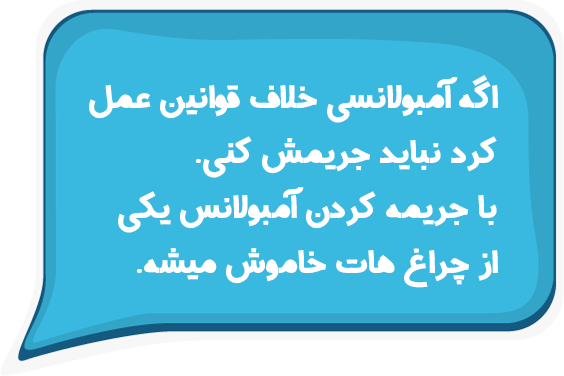 اگه آمبولانسی خلاف قوانین عمل
کرد نباید جریمش کنی.
با جریمه کردن آمبولانس یکی
از چراغ هات خاموش میشه.